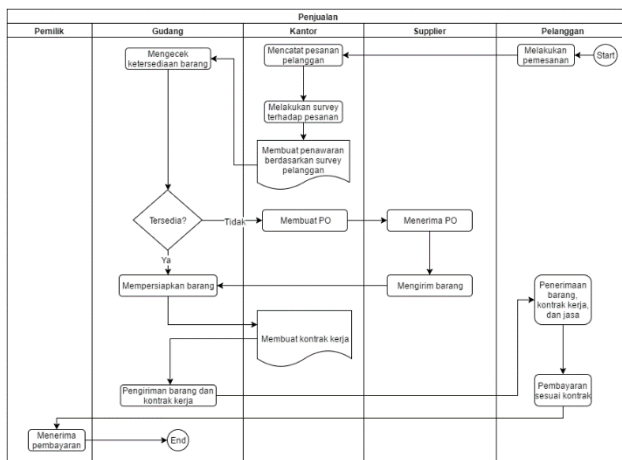 Penjualan
Pemilik
Gudang
Kantor
Supplier
Pelanggan
Mengecek
ketersediaan barang
Mencatat pesanan
pelanggan
Melakukan
pemesanan
Start
Melakukan survey
terhadap pesanan
Membuat penawaran
berdasarkan survey
pelanggan
Tersedia?
Tidak
Membuat PO
Menerima PO
Ya
Mempersiapkan barang
Mengirim barang
Penerimaan
barang,
kontrak kerja,
dan jasa
Membuat kontrak kerja
Pengiriman barang dan
kontrak kerja
Pembayaran
sesuai kontrak
Menerima
pembayaran
End